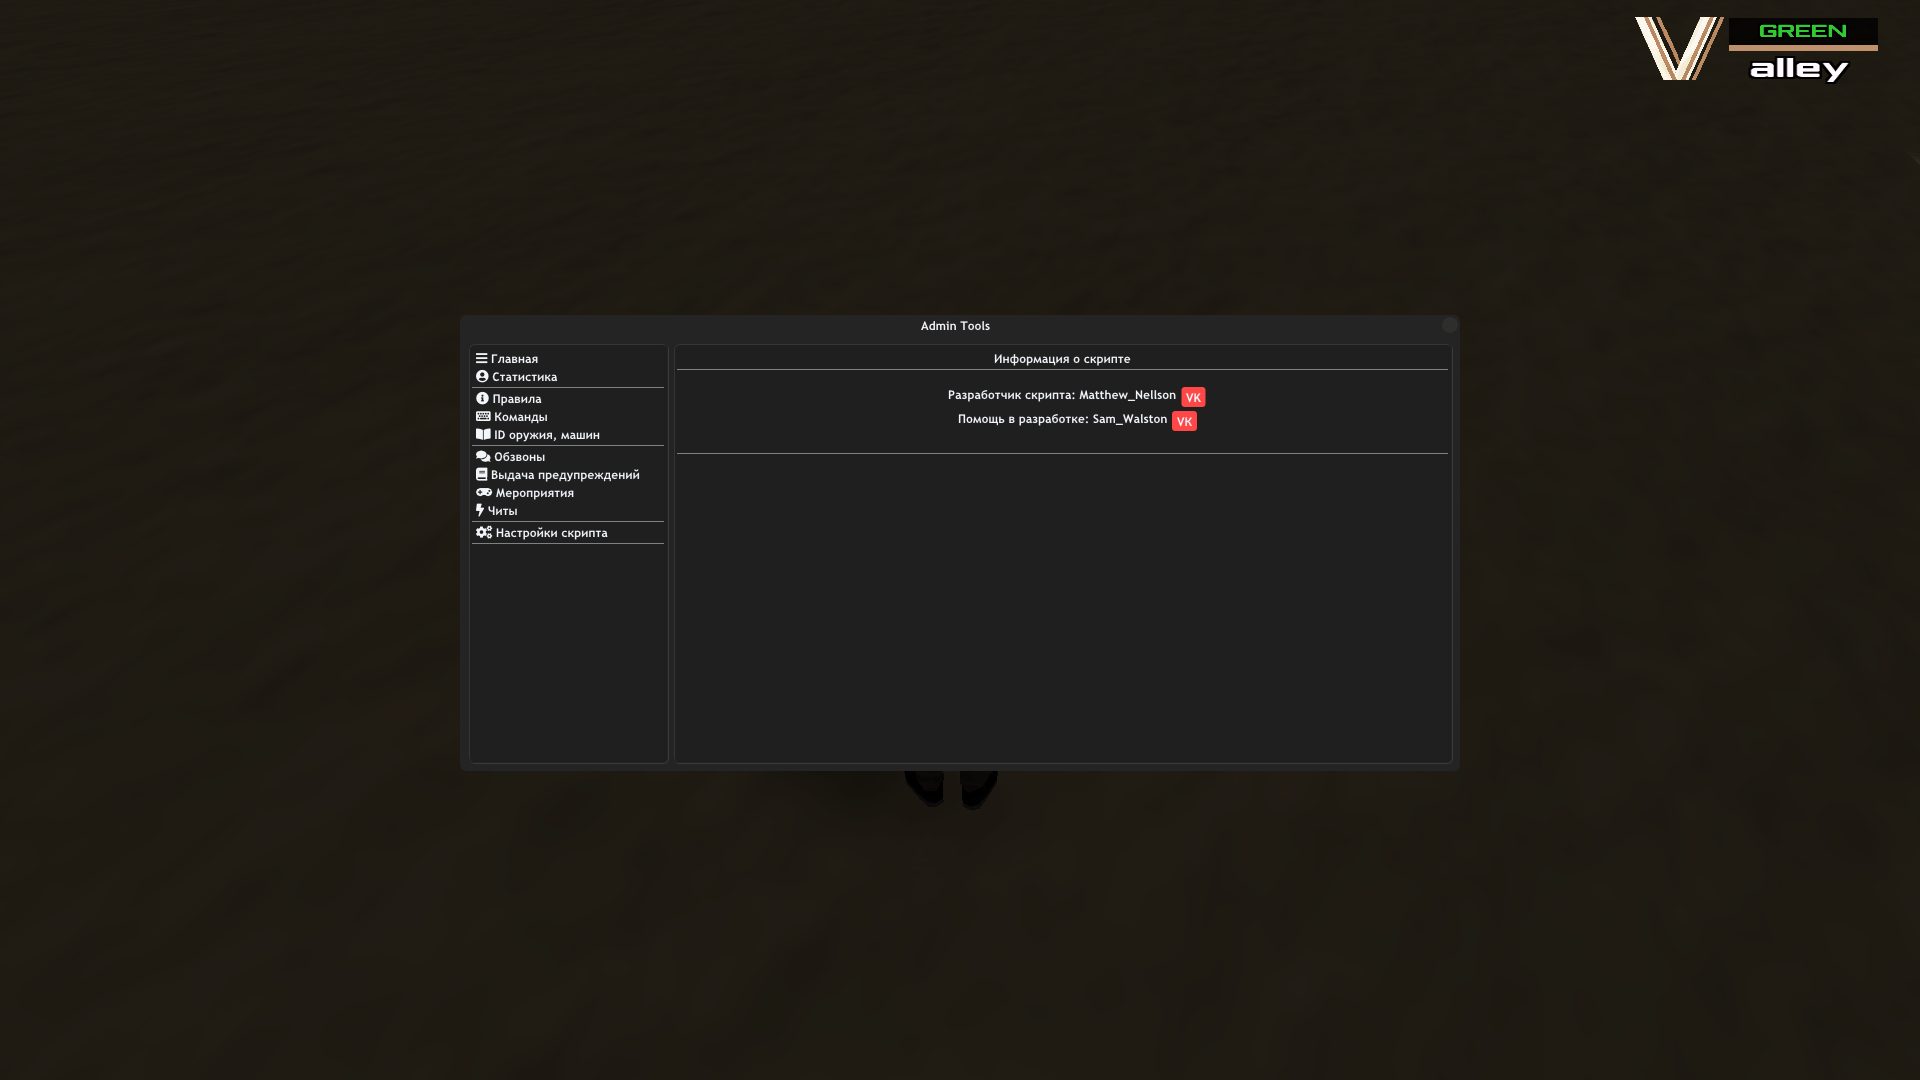 GREEN
alley
Admin Tools
Главная
Статистика
Правила
Команды
ID оружия, машин
Обзвоны
Выдача предупреждений
Мероприятия
Читы
Настройки скрипта
Информация о скрипте
Разработчик скрипта: Matthew_Nellson VK
Помощь в разработке: Sam_Walston VK